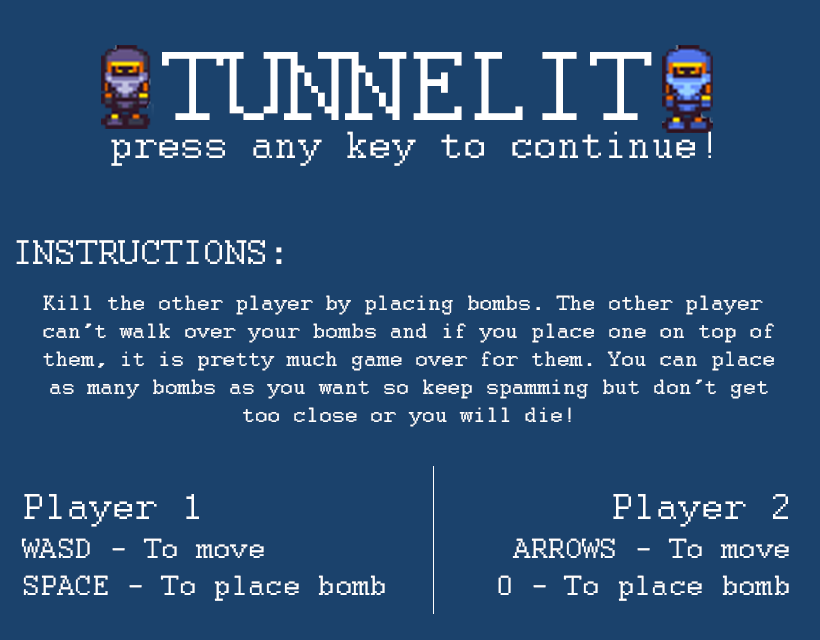 TUNNELIT
press any key to continue!
INSTRUCTIONS:
Kill the other player by placing bombs. The other player
can't walk over your bombs and if you place one on top of
them, it is pretty much game over for them. You can place
as many bombs as you want so keep spamming but don't get
too close or you will die!
Player 1
WASD - To move
SPACE - To place bomb
Player 2
ARROWS - To move
0 - To place bomb